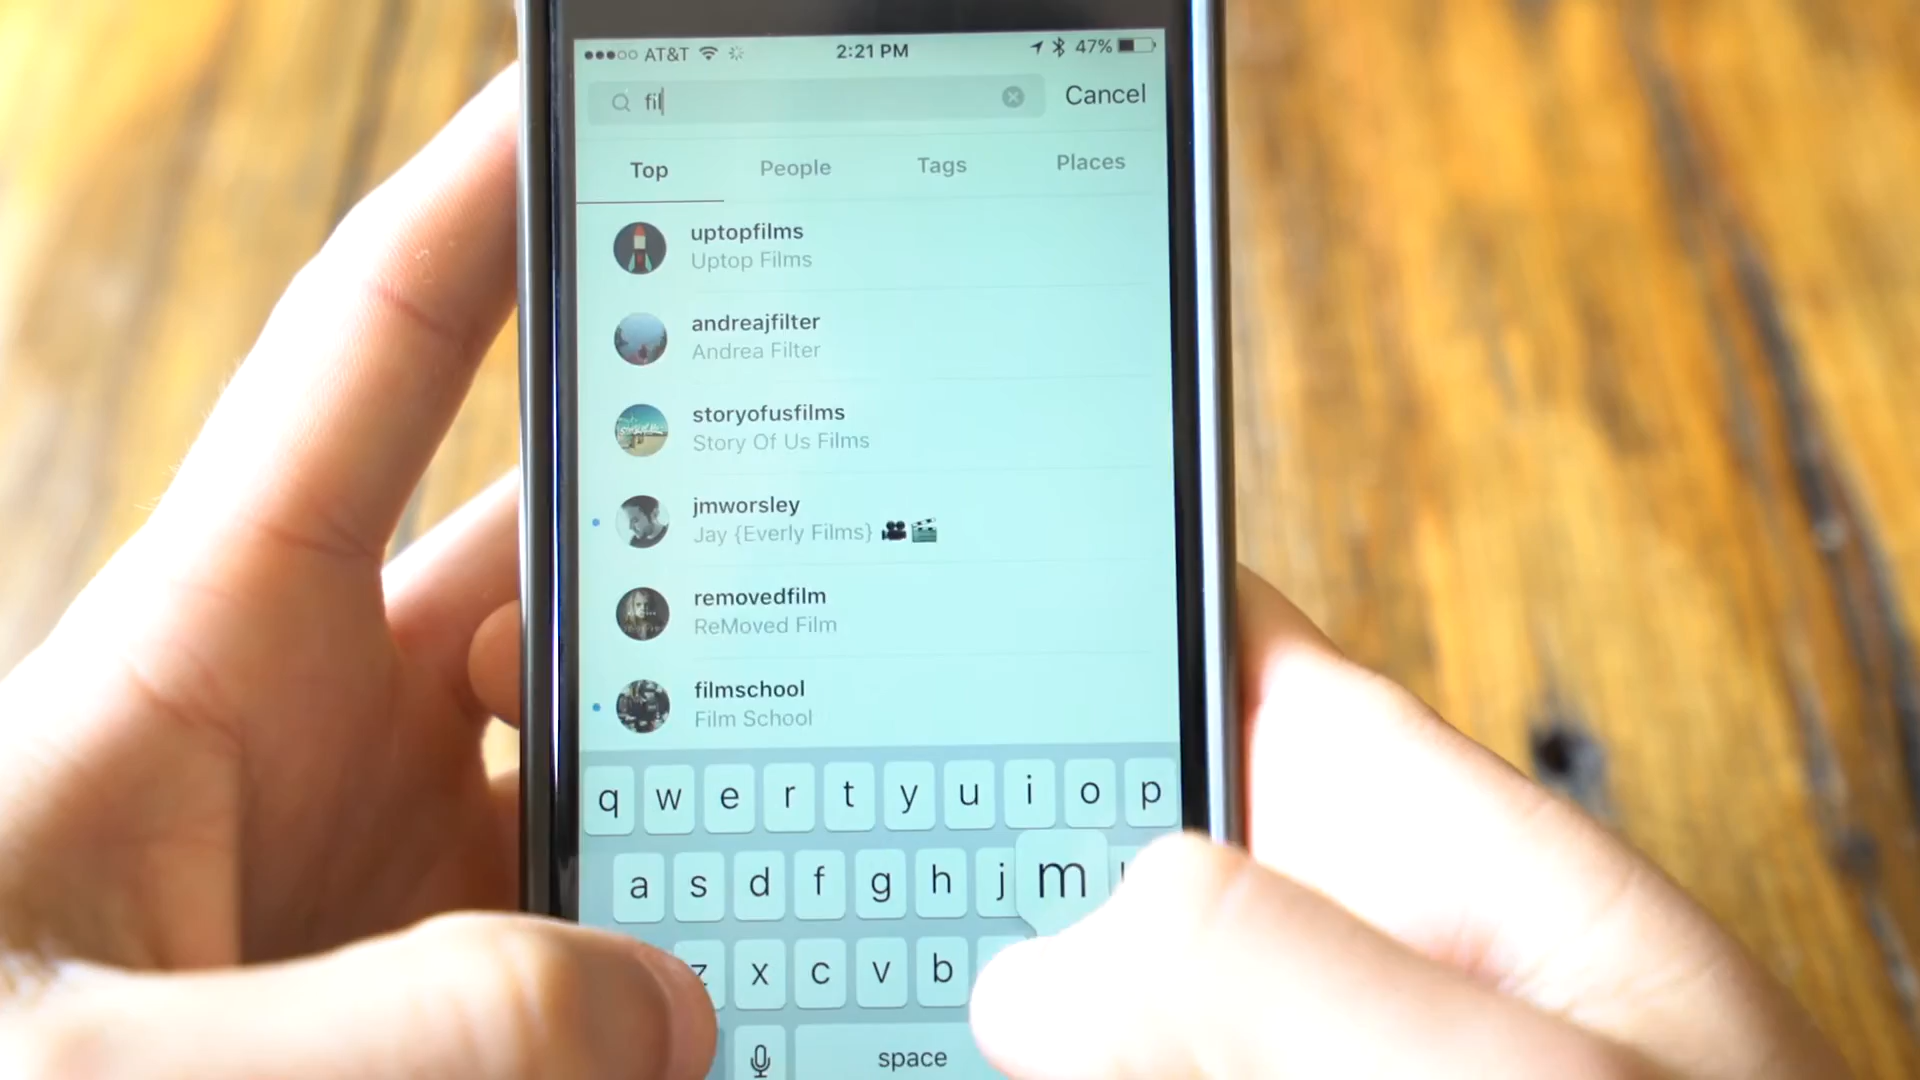 AT&T 2:21 PM 47%
fil Cancel
Top People Tags Places
uptopfilms
Uptop Films
andreajfilter
Andrea Filter
storyofusfilms
Story Of Us Films
jmworsley
Jay {Everly Films}
removedfilm
ReMoved Film
filmschool
Film School
q w e r t y u i o p
a s d f g h j m
z x c v b
space